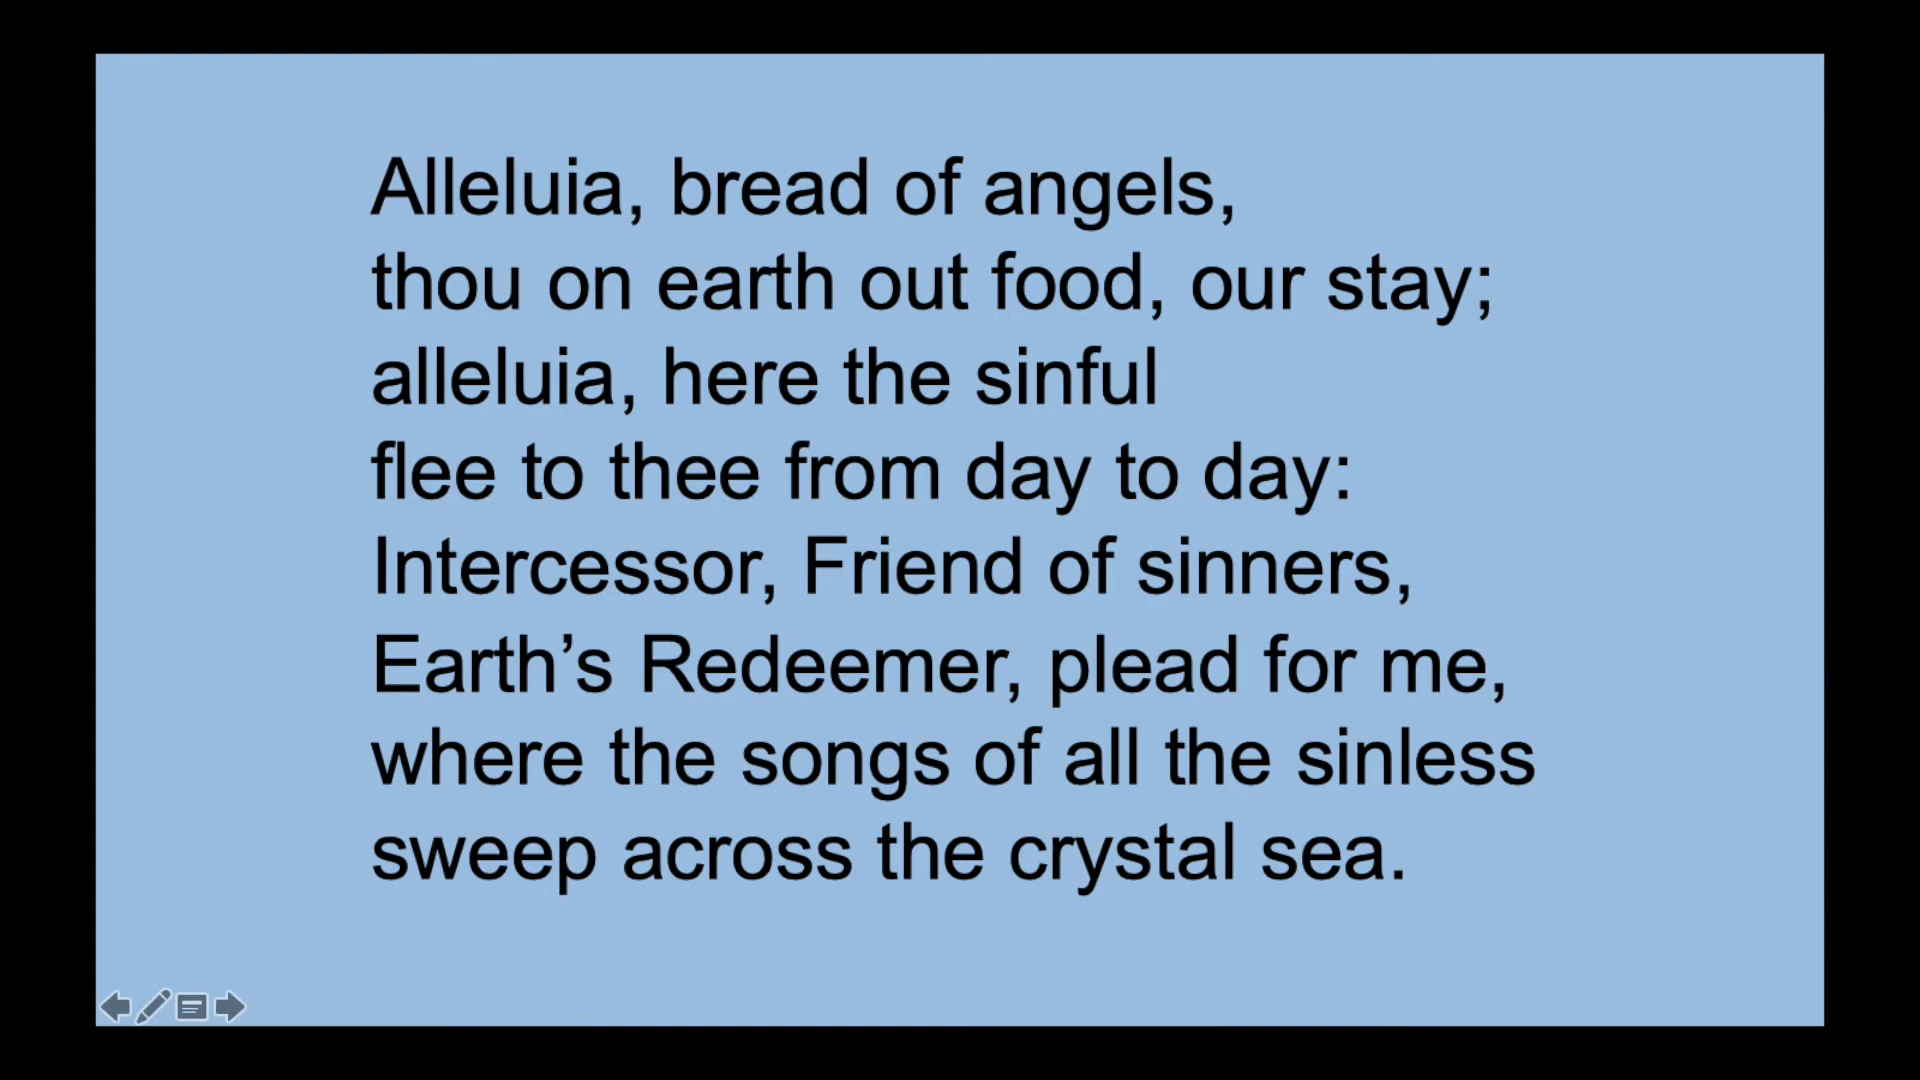 Alleluia, bread of angels,
thou on earth out food, our stay;
alleluia, here the sinful
flee to thee from day to day:
Intercessor, Friend of sinners,
Earth’s Redeemer, plead for me,
where the songs of all the sinless
sweep across the crystal sea.